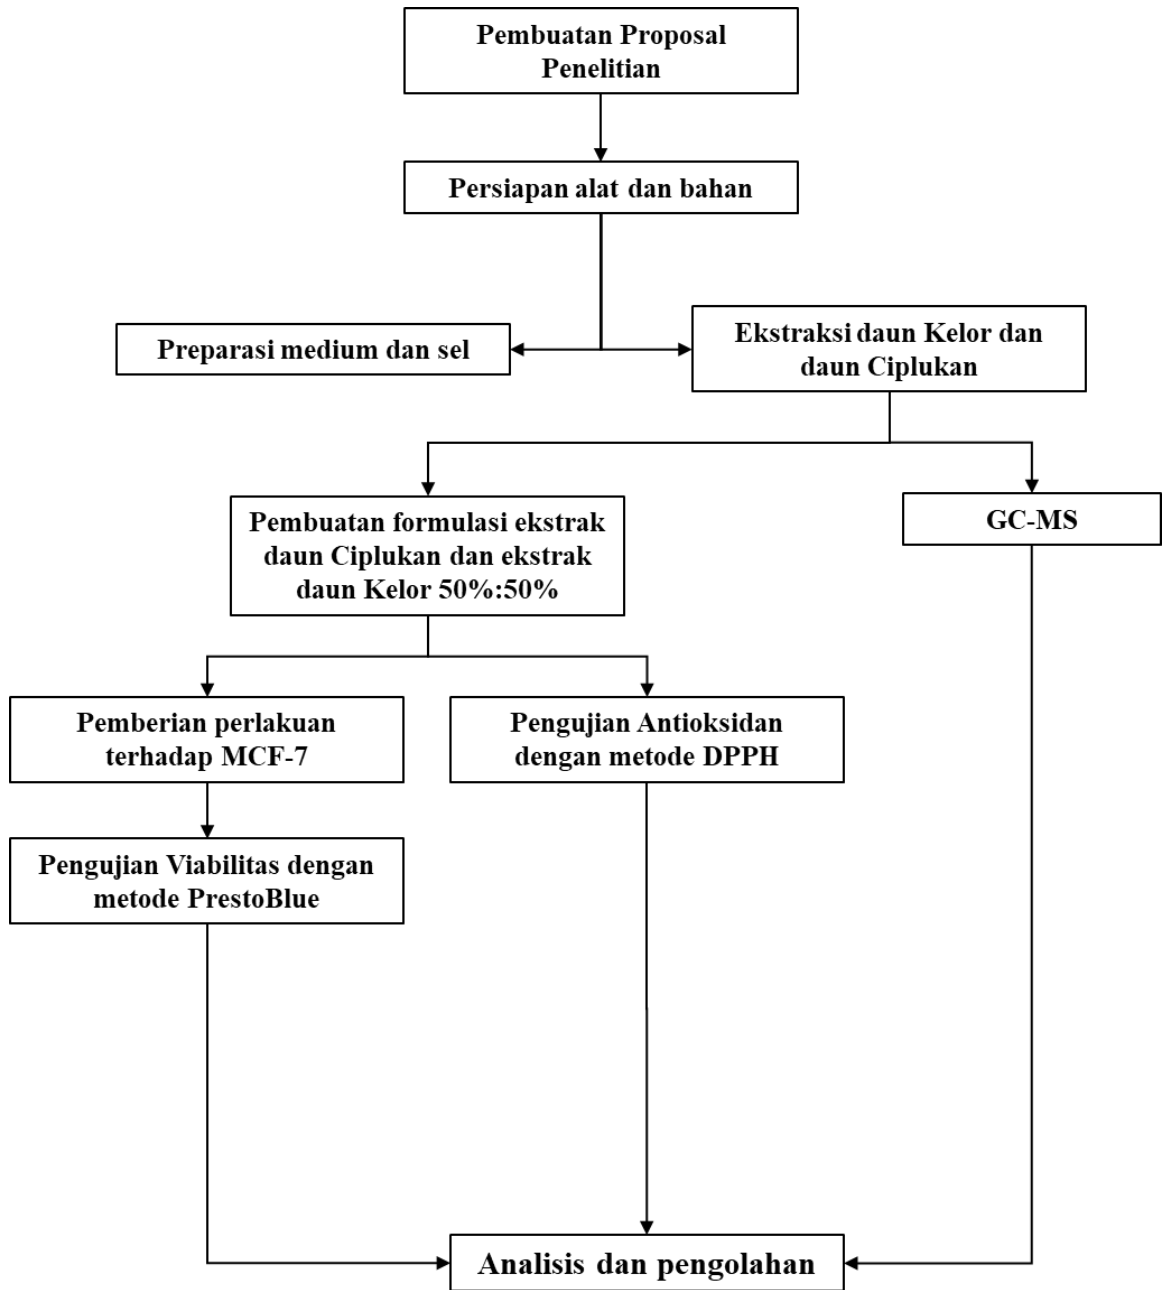 Pembuatan Proposal
Penelitian
Persiapan alat dan bahan
Preparasi medium dan sel
Ekstraksi daun Kelor dan
daun Ciplukan
Pembuatan formulasi ekstrak
daun Ciplukan dan ekstrak
daun Kelor 50%:50%
GC-MS
Pemberian perlakuan
terhadap MCF-7
Pengujian Antioksidan
dengan metode DPPH
Pengujian Viabilitas dengan
metode PrestoBlue
Analisis dan pengolahan